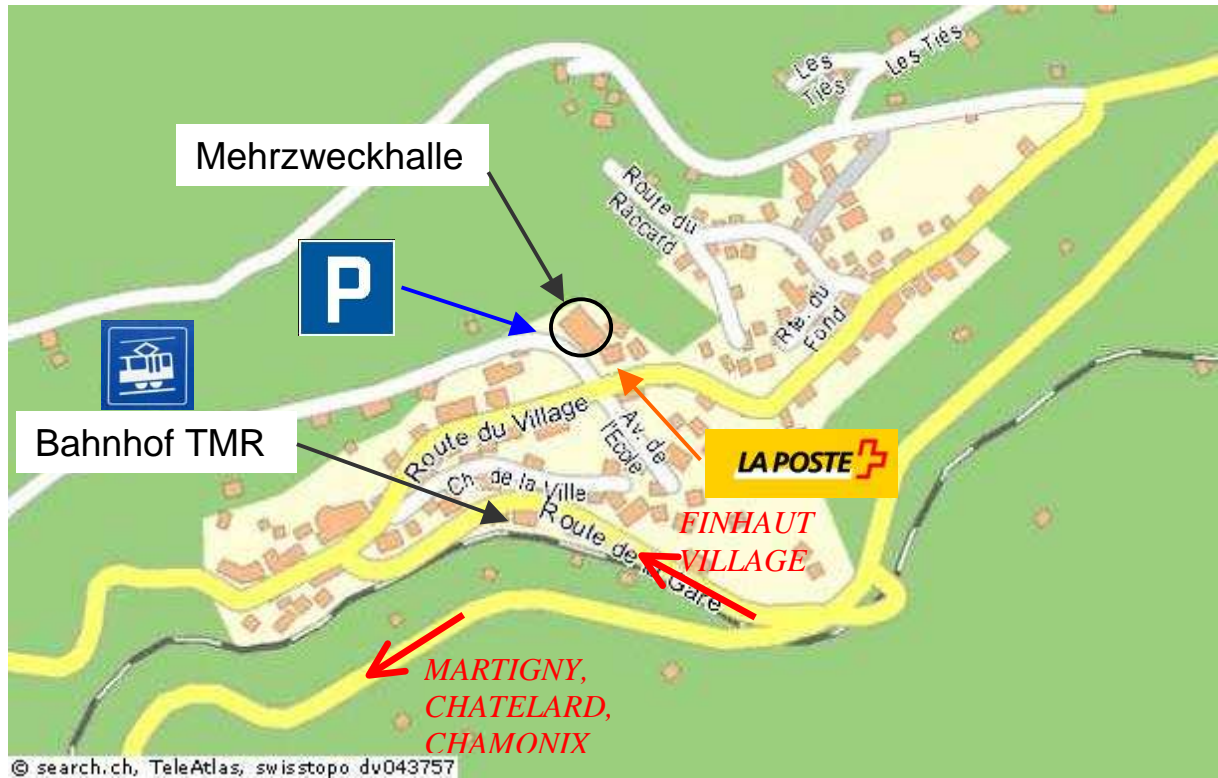 Les Tiés
Les
Tiés
Mehrzweckhalle
Route du
Raccard
P
Rte. du
Fond
Bahnhof TMR
Route du Village
Av. de
l'Ecole
LA POSTE
Ch. de la Ville
FINHAUT
VILLAGE
Route de la Gare
MARTIGNY,
CHATELARD,
CHAMONIX
© search.ch, TeleAtlas, swisstopo dv043757